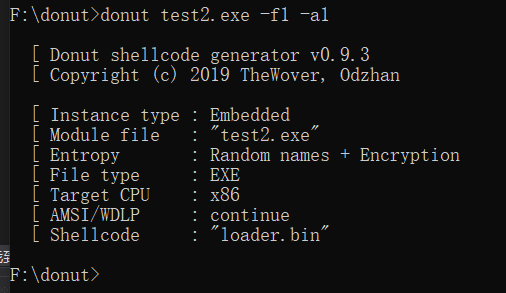 F:\donut>donut test2.exe -f1 -a1
[ Donut shellcode generator v0.9.3
[ Copyright (c) 2019 TheWover, Odzhan
[ Instance type : Embedded
[ Module file   : "test2.exe"
[ Entropy       : Random names + Encryption
[ File type     : EXE
[ Target CPU    : x86
[ AMSI/WDLP     : continue
[ Shellcode     : "loader.bin"
F:\donut>